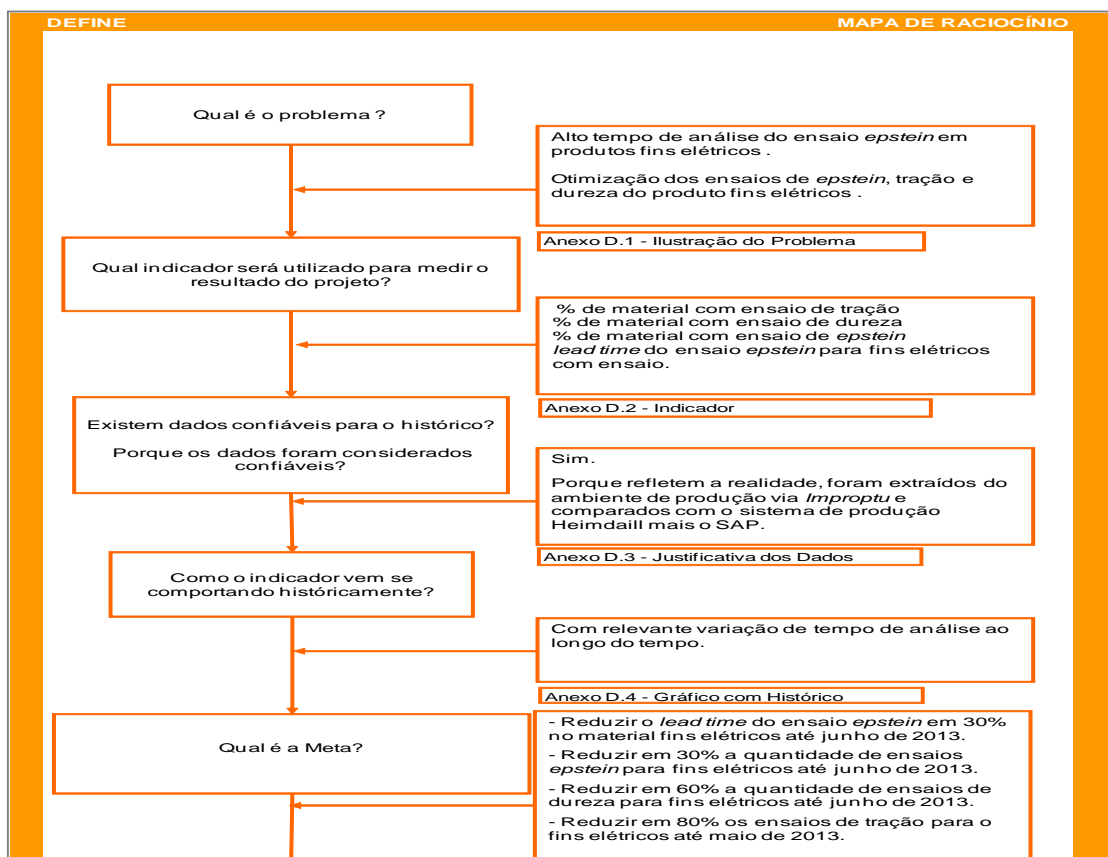 DEFINE
MAPA DE RACIOCÍNIO
Qual é o problema ?
Alto tempo de análise do ensaio epstein em
produtos fins elétricos .
Otimização dos ensaios de epstein, tração e
dureza do produto fins elétricos .
Anexo D.1 - Ilustração do Problema
Qual indicador será utilizado para medir o
resultado do projeto?
% de material com ensaio de tração
% de material com ensaio de dureza
% de material com ensaio de epstein
lead time do ensaio epstein para fins elétricos
com ensaio.
Anexo D.2 - Indicador
Existem dados confiáveis para o histórico?
Porque os dados foram considerados
confiáveis?
Sim.
Porque refletem a realidade, foram extraídos do
ambiente de produção via Improptu e
comparados com o sistema de produção
Heimdaill mais o SAP.
Anexo D.3 - Justificativa dos Dados
Como o indicador vem se
comportando históricamente?
Com relevante variação de tempo de análise ao
longo do tempo.
Anexo D.4 - Gráfico com Histórico
Qual é a Meta?
- Reduzir o lead time do ensaio epstein em 30%
no material fins elétricos até junho de 2013.
- Reduzir em 30% a quantidade de ensaios
epstein para fins elétricos até junho de 2013.
- Reduzir em 60% a quantidade de ensaios de
dureza para fins elétricos até junho de 2013.
- Reduzir em 80% os ensaios de tração para o
fins elétricos até maio de 2013.